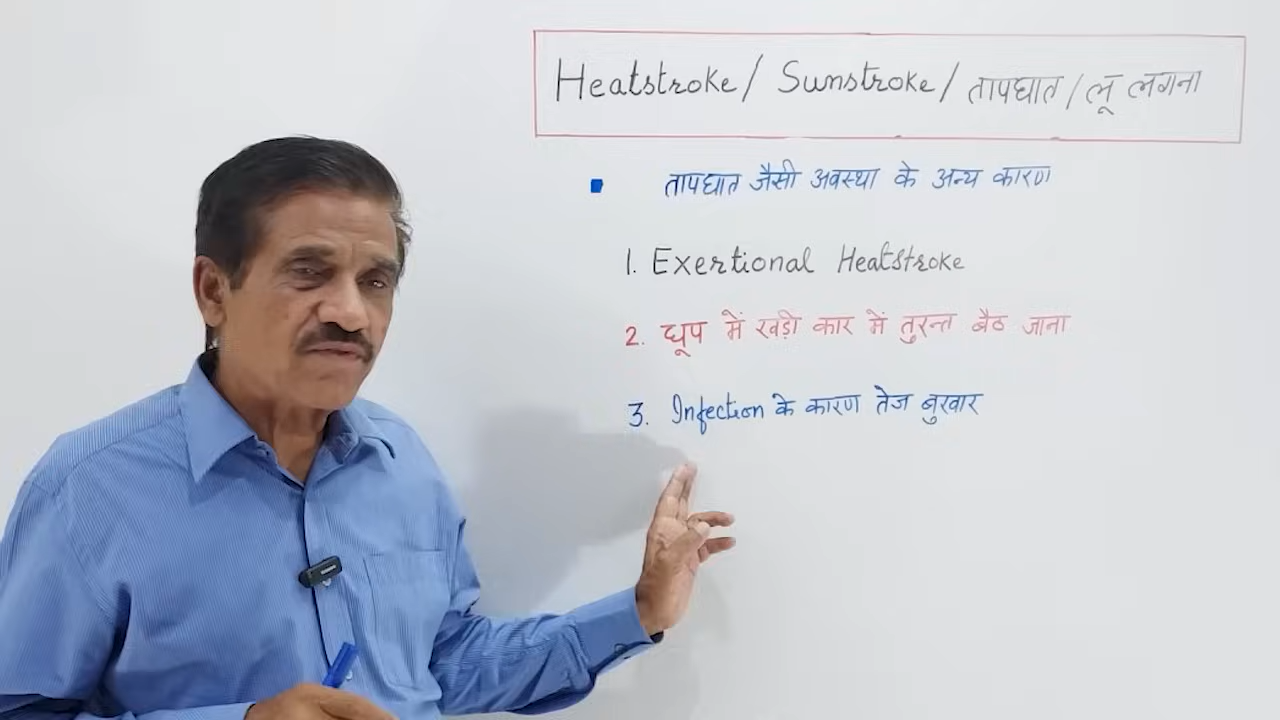 Heatstroke / Sunstroke / तापघात / लू लगना
तापघात जैसी अवस्था के अन्य कारण
1. Exertional Heatstroke
2. धूप में खड़ी कार में तुरन्त बैठ जाना
3. Infection के कारण तेज बुखार